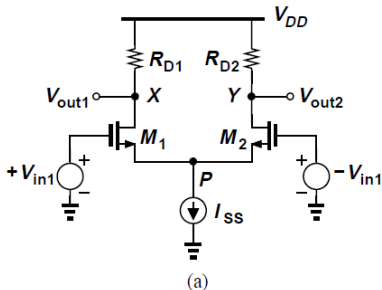 V_DD
R_D1 R_D2
V_out1 X Y V_out2
M_1 M_2
+V_in1 + − P + − −V_in1
I_SS
(a)